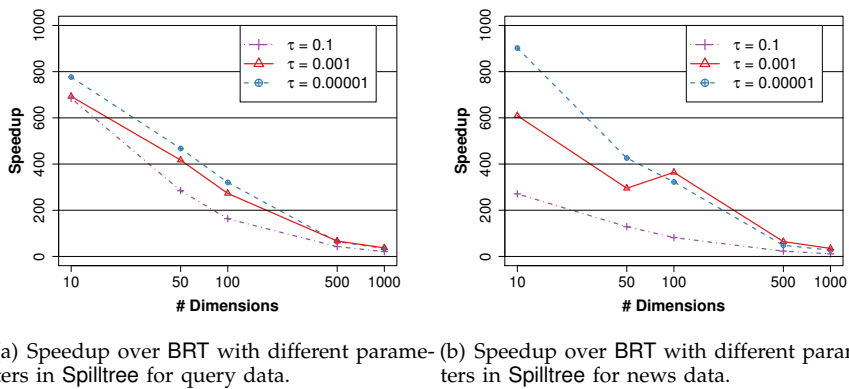 1000
800
600
400
200
0
Speedup
τ = 0.1
τ = 0.001
τ = 0.00001
10 50 100 500 1000
# Dimensions
a) Speedup over BRT with different parame-
ters in Spilltree for query data.
1000
800
600
400
200
0
Speedup
τ = 0.1
τ = 0.001
τ = 0.00001
10 50 100 500 1000
# Dimensions
(b) Speedup over BRT with different para
ters in Spilltree for news data.